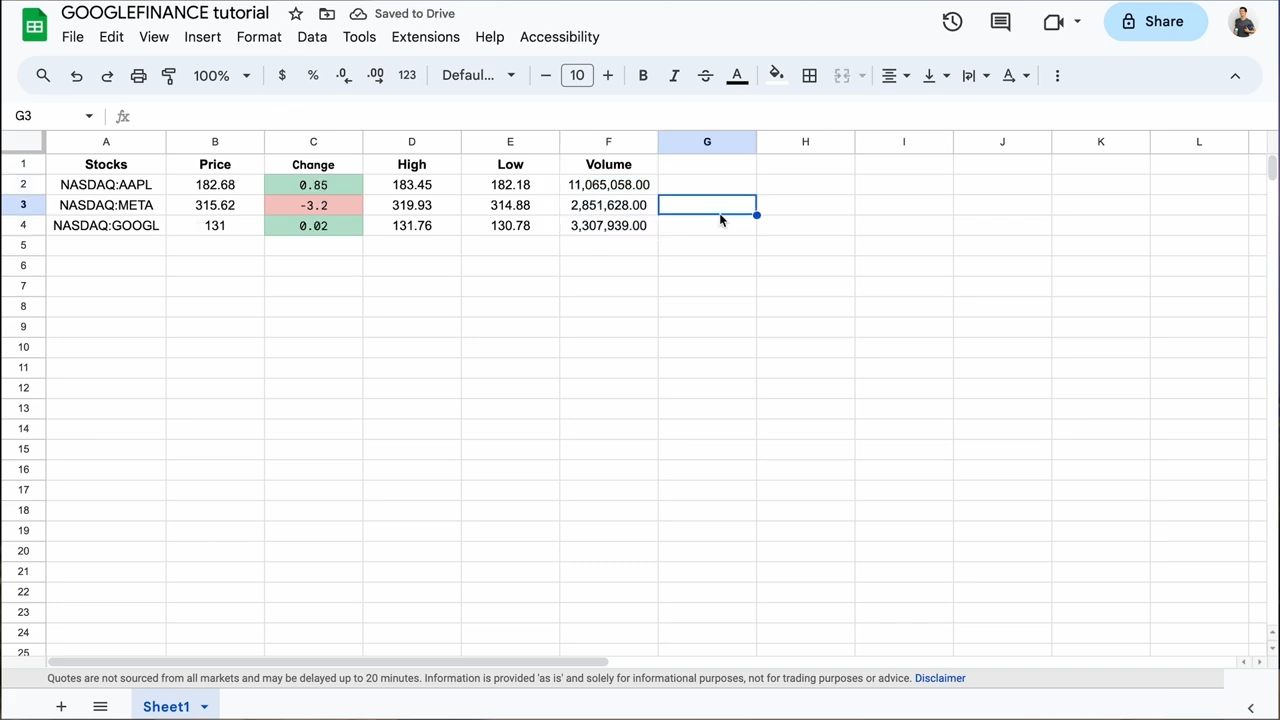 GOOGLEFINANCE tutorial Saved to Drive
File Edit View Insert Format Data Tools Extensions Help Accessibility Share
100% $ % .0 .00 123 Defaul... 10 B I S A
G3 fx
A B C D E F G H I J K L
1 Stocks Price Change High Low Volume
2 NASDAQ:AAPL 182.68 0.85 183.45 182.18 11,065,058.00
3 NASDAQ:META 315.62 -3.2 319.93 314.88 2,851,628.00
4 NASDAQ:GOOGL 131 0.02 131.76 130.78 3,307,939.00
5
6
7
8
9
10
11
12
13
14
15
16
17
18
19
20
21
22
23
24
25
Quotes are not sourced from all markets and may be delayed up to 20 minutes. Information is provided 'as is' and solely for informational purposes, not for trading purposes or advice. Disclaimer
Sheet1